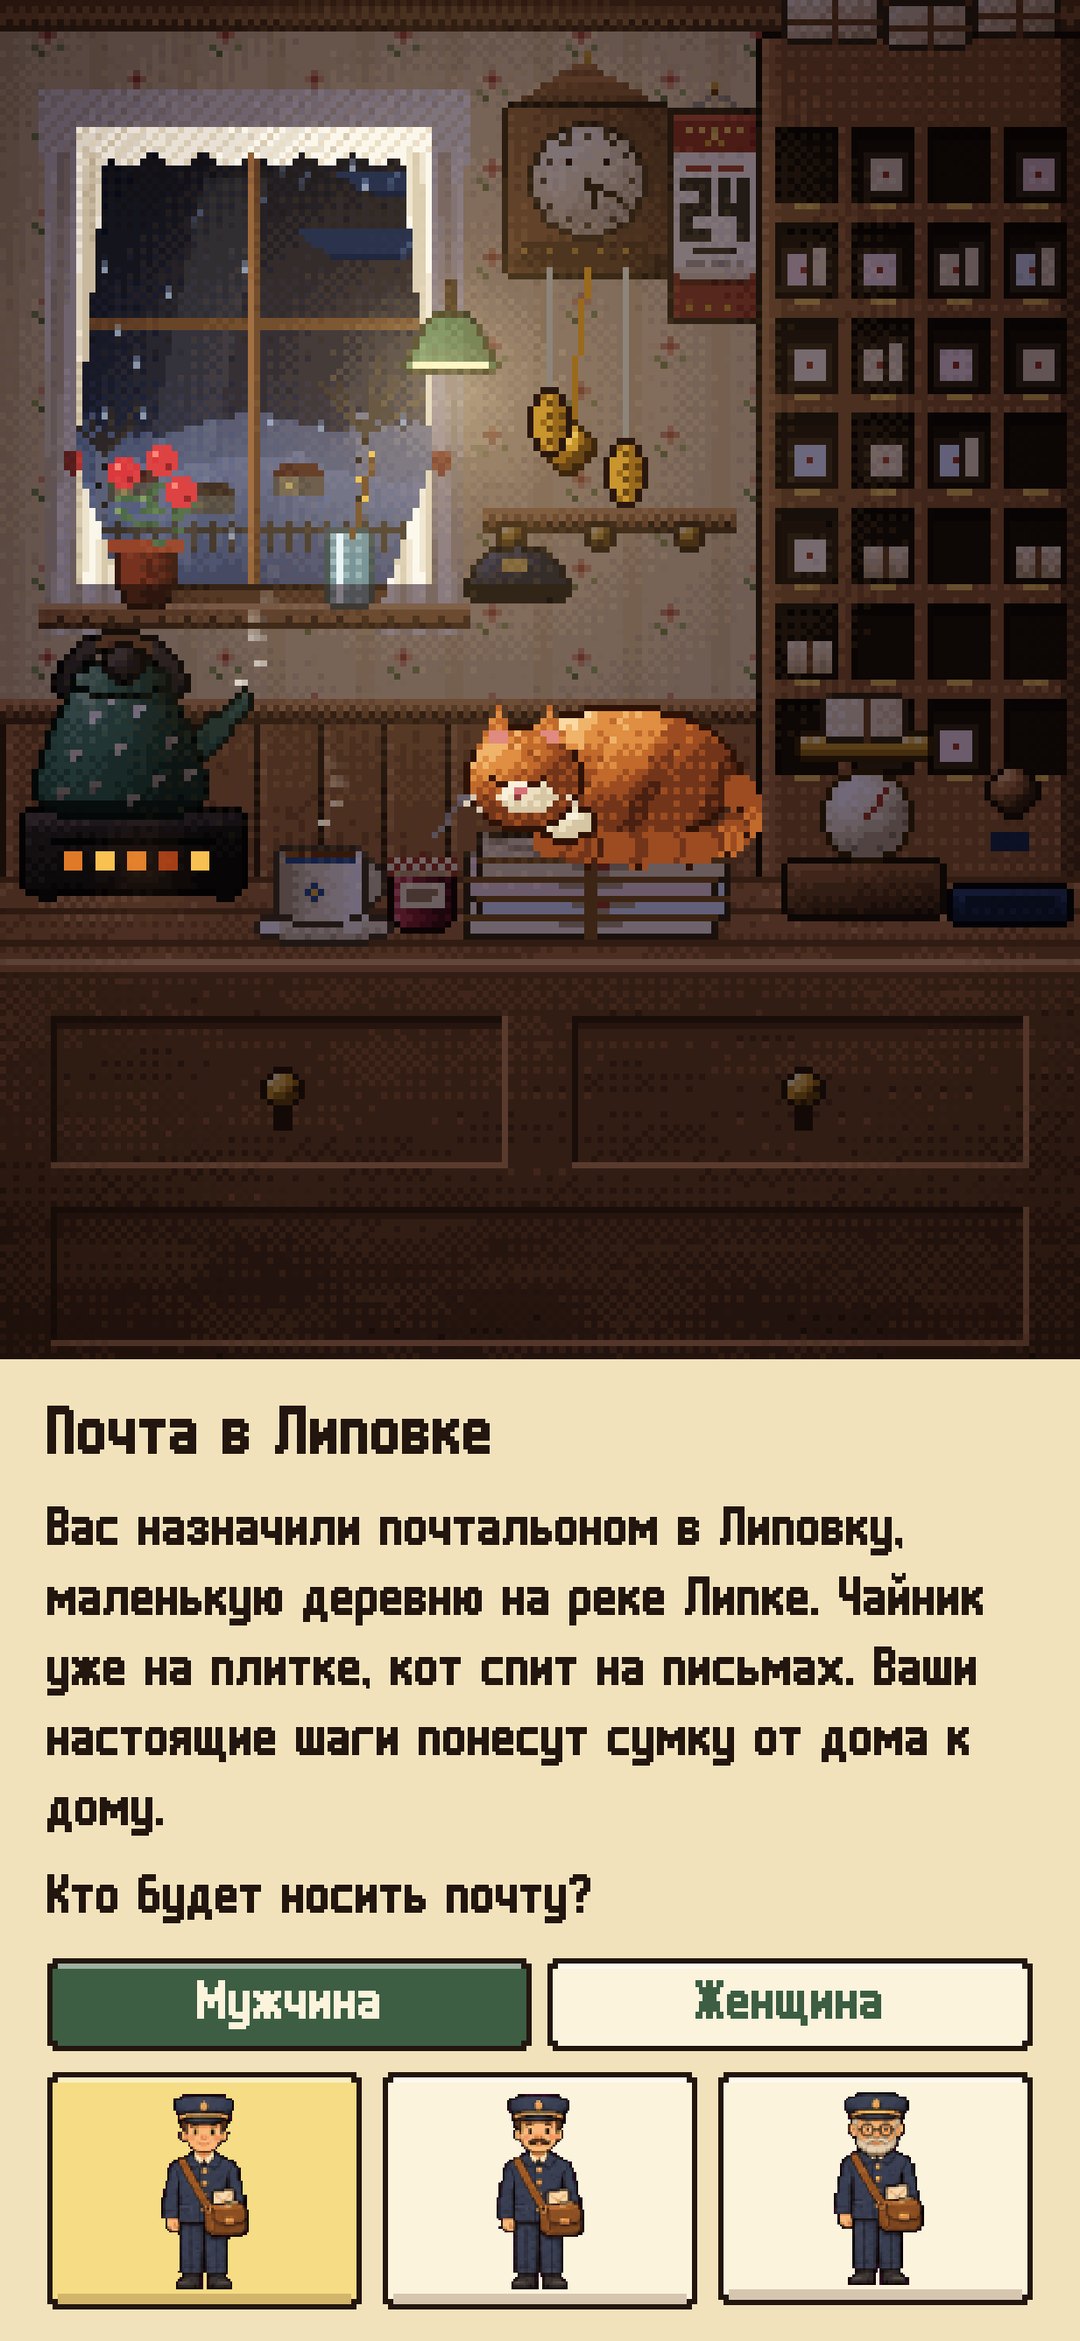 24
Почта в Липовке
Вас назначили почтальоном в Липовку,
маленькую деревню на реке Липке. Чайник
уже на плитке, кот спит на письмах. Ваши
настоящие шаги понесут сумку от дома к
дому.
Кто будет носить почту?
Мужчина
Женщина